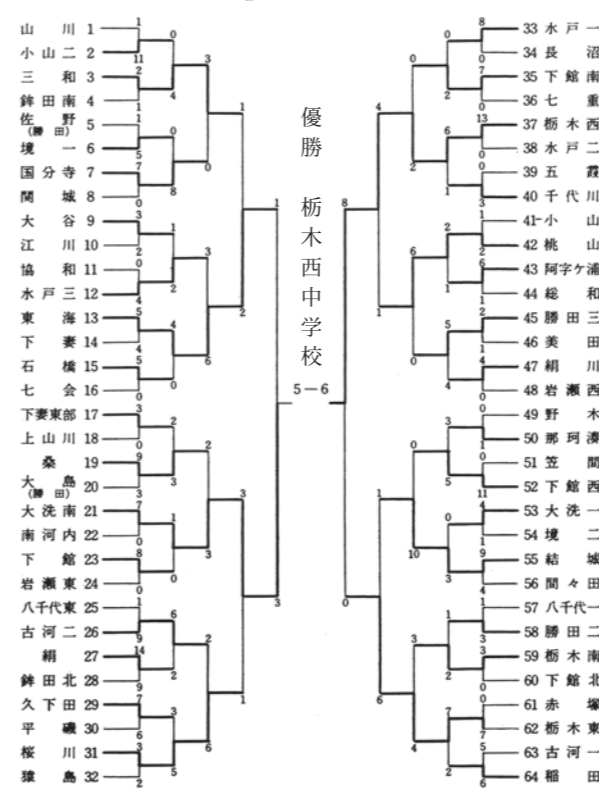 山川 1
小山二 2
三和 3
鉾田南 4
佐野(勝田) 5
境一 6
国分寺 7
関城 8
大谷 9
江川 10
協和 11
水戸三 12
東海 13
下妻 14
石橋 15
七会 16
下妻東部 17
上山川 18
桑 19
大島(勝田) 20
大洗南 21
南河内 22
下館 23
岩瀬東 24
八千代東 25
古河二 26
絹 27
鉾田北 28
久下田 29
平磯 30
桜川 31
猿島 32
優勝 栃木西中学校
5-6
33 水戸一
34 長沼
35 下館南
36 七重
37 栃木西
38 水戸二
39 五霞
40 千代川
41 小山
42 桃山
43 阿字ケ浦
44 総和
45 勝田三
46 美田
47 絹川
48 岩瀬西
49 野木
50 那珂湊
51 笠間
52 下館西
53 大洗一
54 境二
55 結城
56 間々田
57 八千代一
58 勝田二
59 栃木南
60 下館北
61 赤塚
62 栃木東
63 古河一
64 稲田